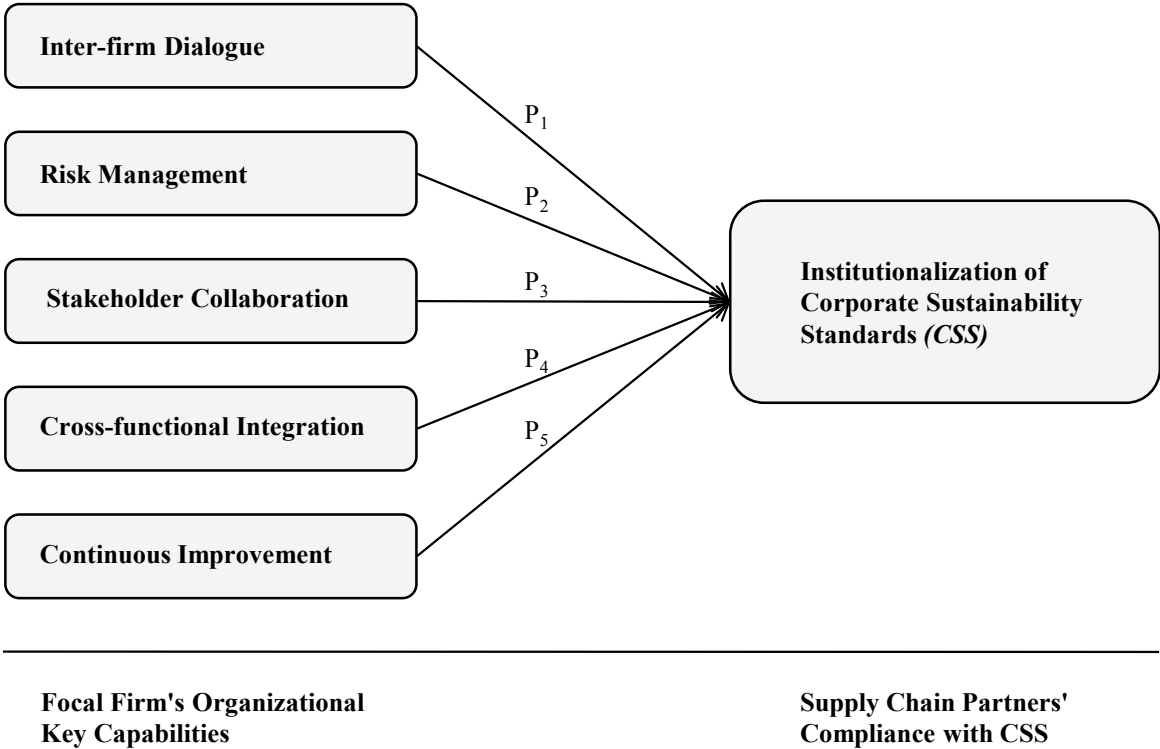 Inter-firm Dialogue
P₁
Risk Management
P₂
Stakeholder Collaboration
P₃
Cross-functional Integration
P₄
Continuous Improvement
P₅
Institutionalization of
Corporate Sustainability
Standards (CSS)
Focal Firm's Organizational
Key Capabilities
Supply Chain Partners'
Compliance with CSS